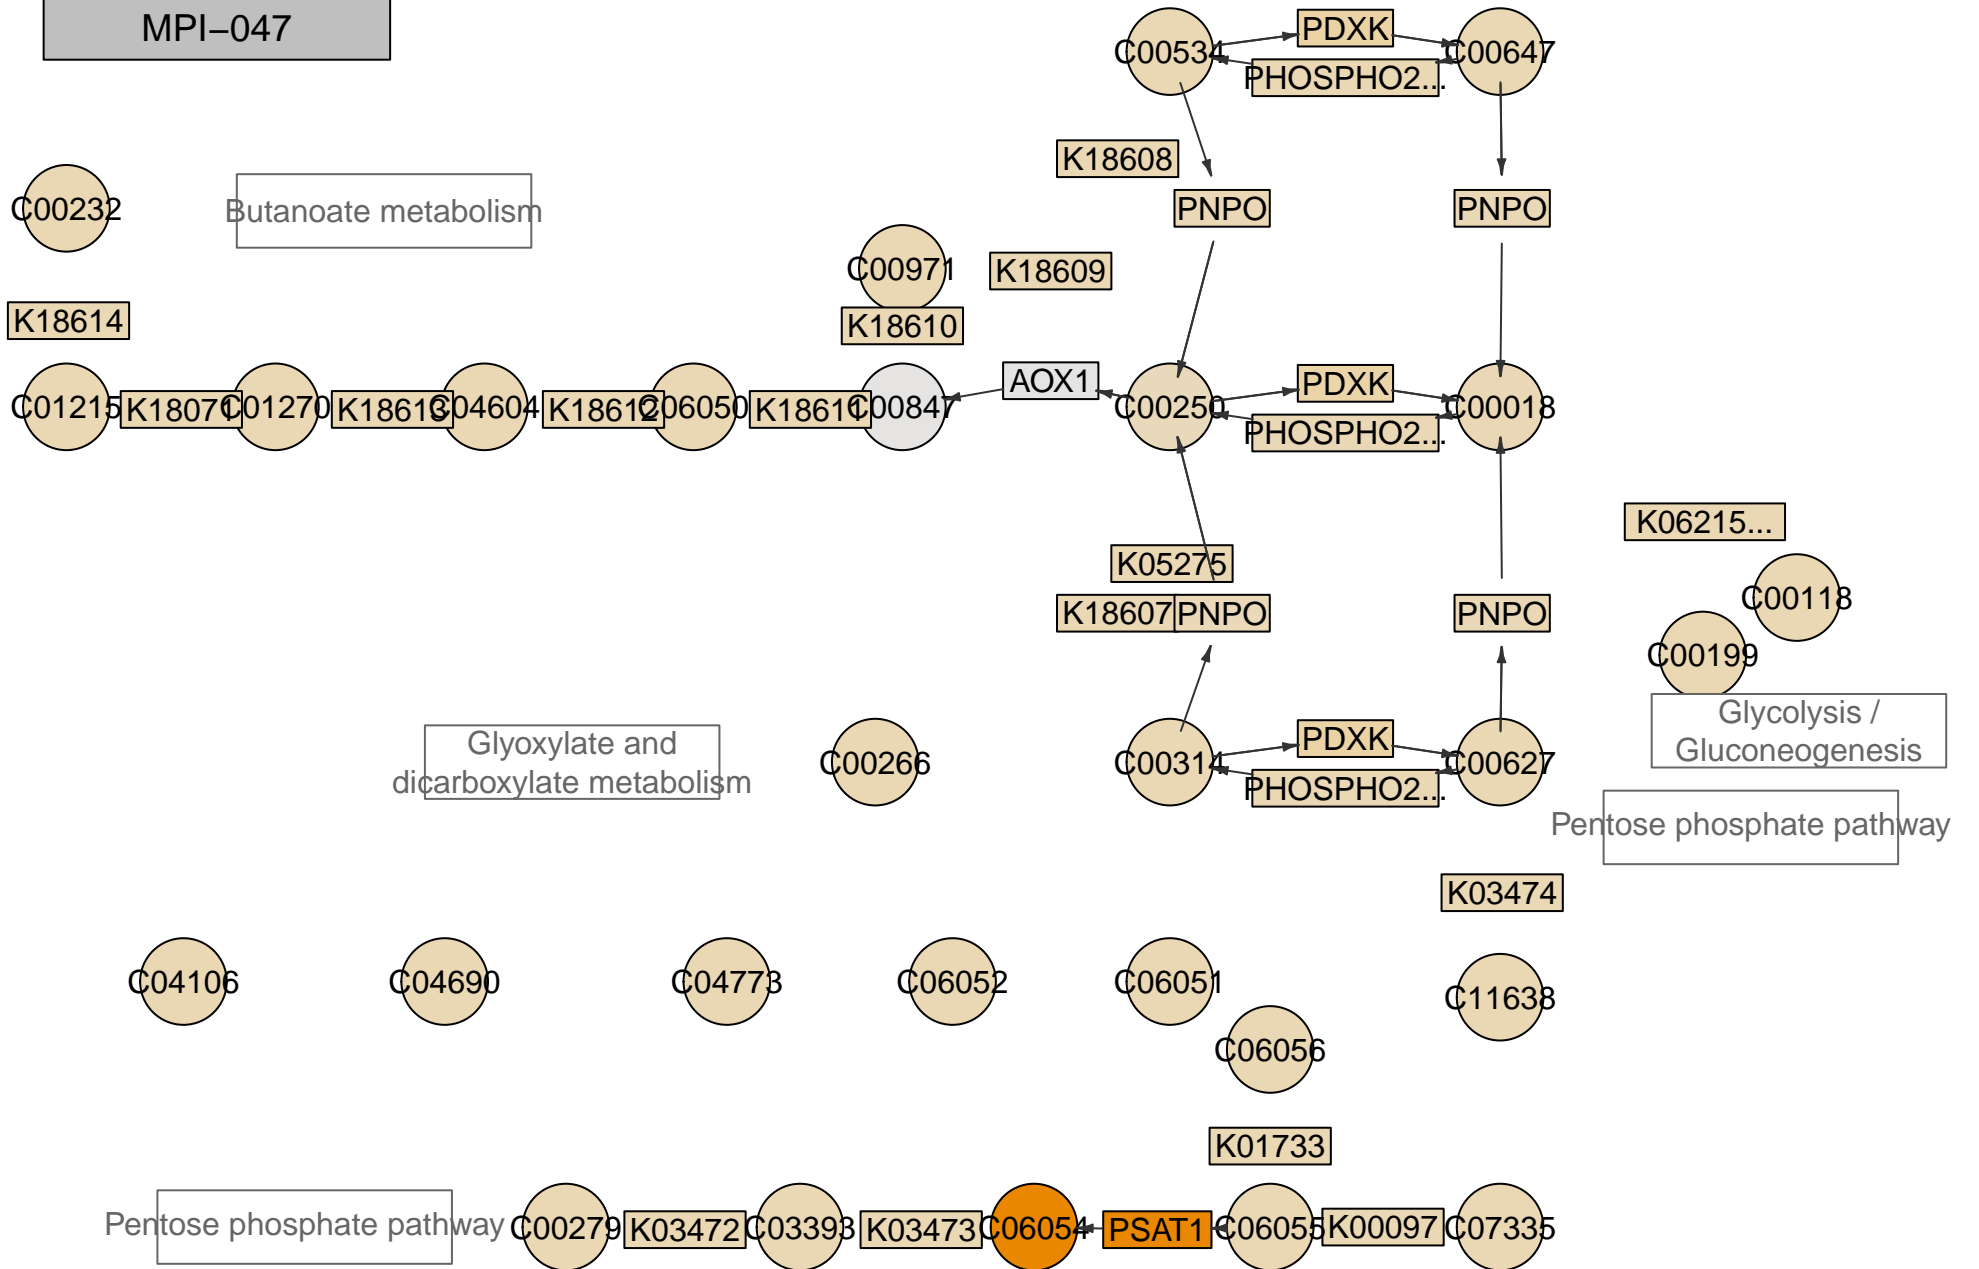 MPI−047
C00534
PDXK
C00647
PHOSPHO2...
K18608
C00232
Butanoate metabolism
PNPO
PNPO
C00971
K18609
K18614
K18610
C01215
K18071
C01270
K18613
C04604
K18612
C06050
K18611
C00847
AOX1
C00250
PDXK
C00018
PHOSPHO2...
K06215...
K05275
C00118
K18607
PNPO
PNPO
C00199
Glycolysis /
Gluconeogenesis
Glyoxylate and
dicarboxylate metabolism
C00266
C00314
PDXK
C00627
PHOSPHO2...
Pentose phosphate pathway
K03474
C04106
C04690
C04773
C06052
C06051
C11638
C06056
K01733
Pentose phosphate pathway
C00279
K03472
C03393
K03473
C06054
PSAT1
C06055
K00097
C07335